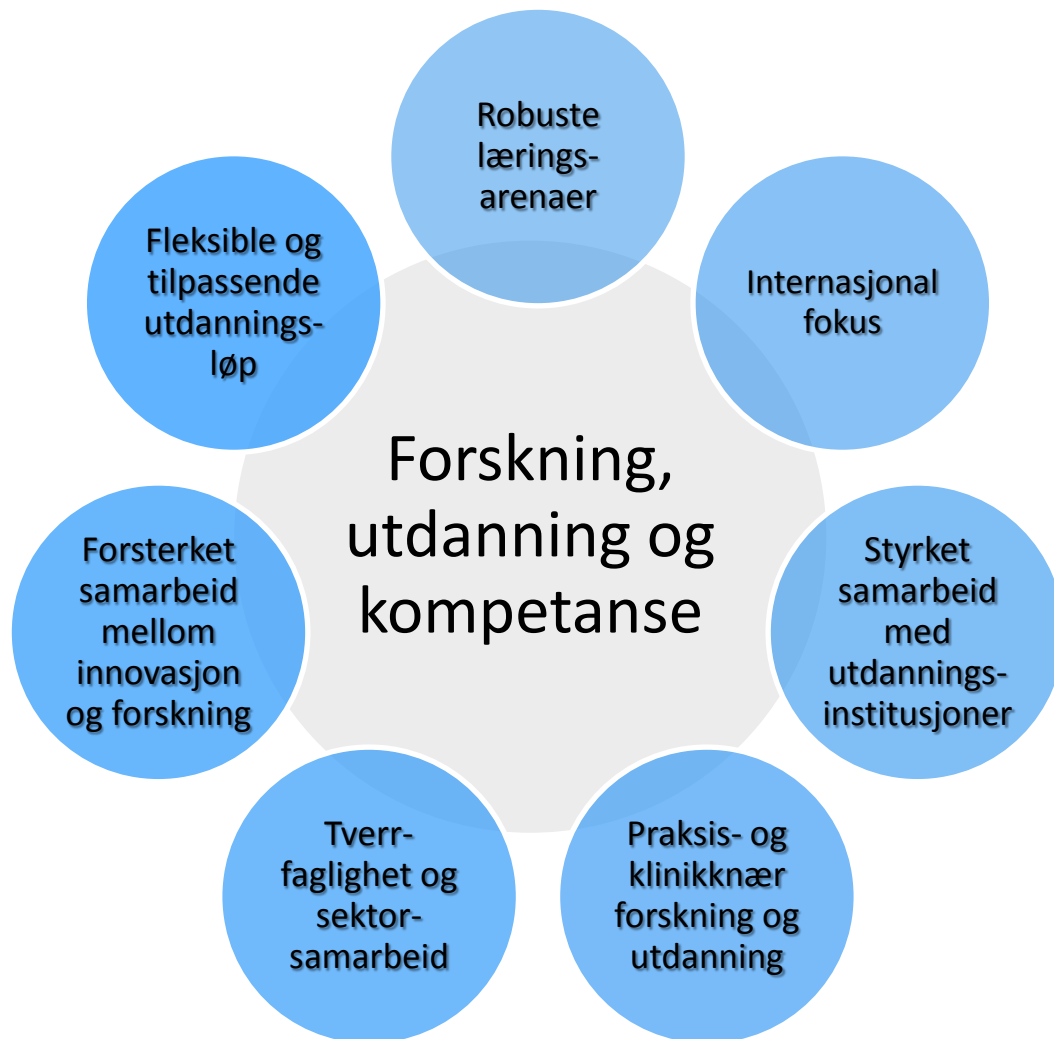 Robuste
lærings-
arenaer
Internasjonal
fokus
Styrket
samarbeid
med
utdannings-
institusjoner
Praksis- og
klinikknær
forskning og
utdanning
Tverr-
faglighet og
sektor-
samarbeid
Forsterket
samarbeid
mellom
innovasjon
og forskning
Fleksible og
tilpassende
utdannings-
løp
Forskning,
utdanning og
kompetanse